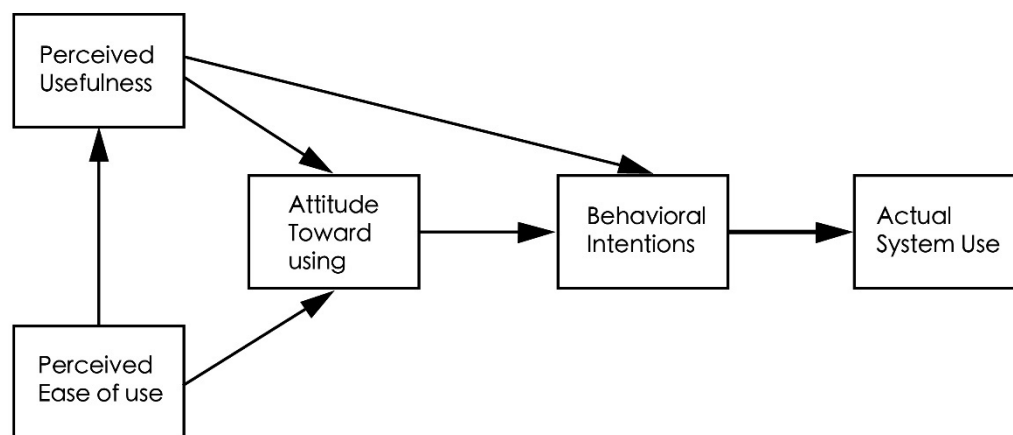 Perceived
Usefulness
Attitude
Toward
using
Behavioral
Intentions
Actual
System Use
Perceived
Ease of use